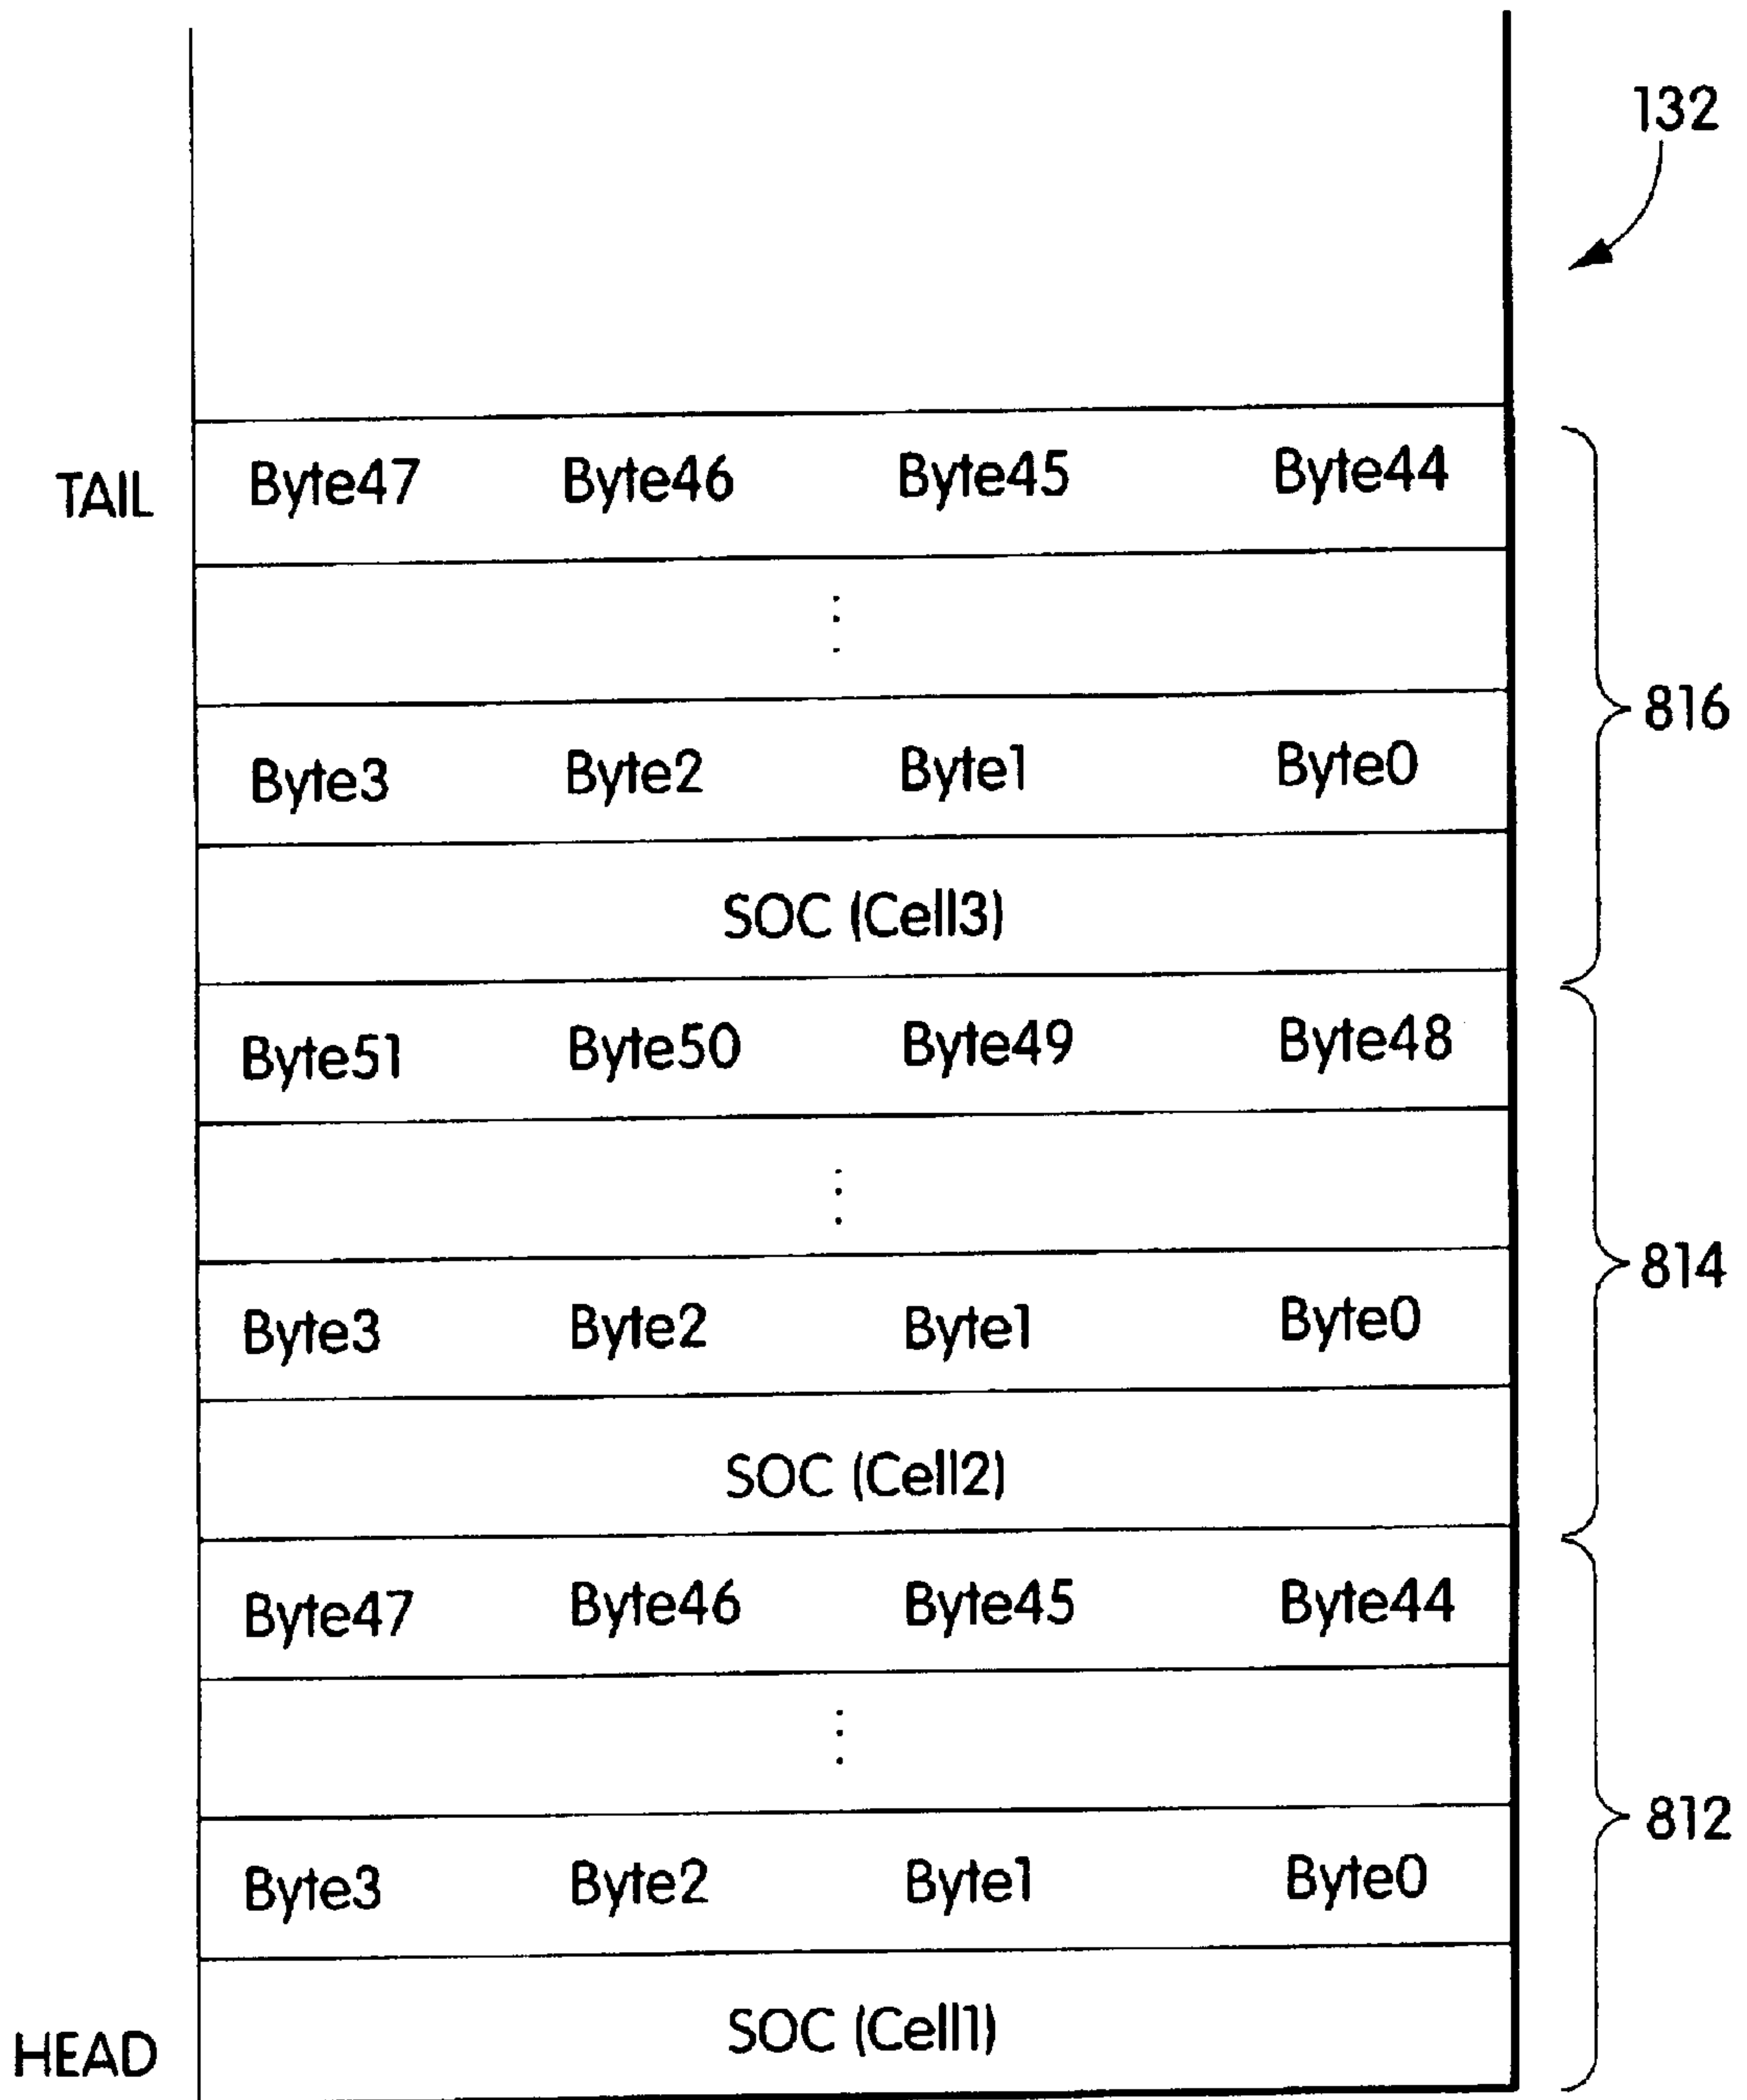 132
TAIL Byte47 Byte46 Byte45 Byte44
⋮
816
Byte3 Byte2 Byte1 Byte0
SOC (Cell3)
Byte51 Byte50 Byte49 Byte48
⋮
814
Byte3 Byte2 Byte1 Byte0
SOC (Cell2)
Byte47 Byte46 Byte45 Byte44
⋮
812
Byte3 Byte2 Byte1 Byte0
HEAD SOC (Cell1)